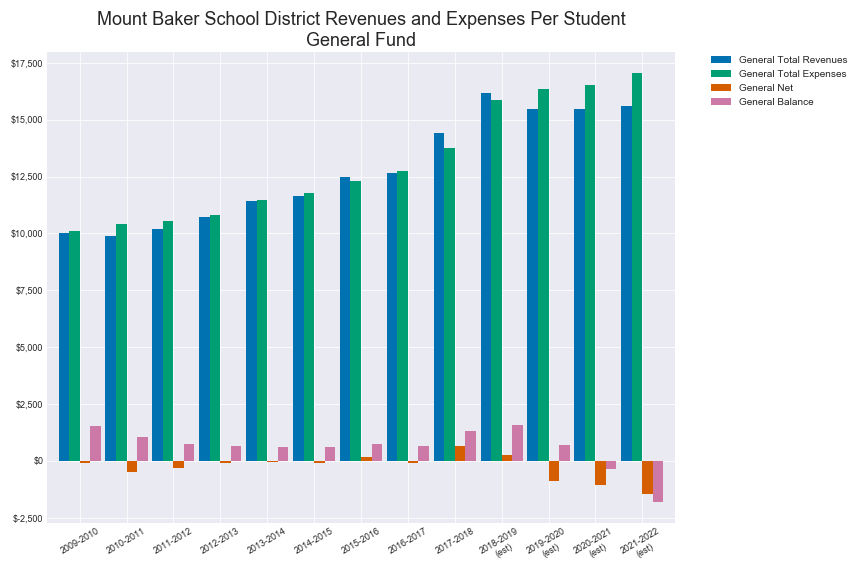 Mount Baker School District Revenues and Expenses Per Student
General Fund
$17,500
$15,000
$12,500
$10,000
$7,500
$5,000
$2,500
$0
$-2,500
2009-2010
2010-2011
2011-2012
2012-2013
2013-2014
2014-2015
2015-2016
2016-2017
2017-2018
2018-2019
(est)
2019-2020
(est)
2020-2021
(est)
2021-2022
(est)
General Total Revenues
General Total Expenses
General Net
General Balance